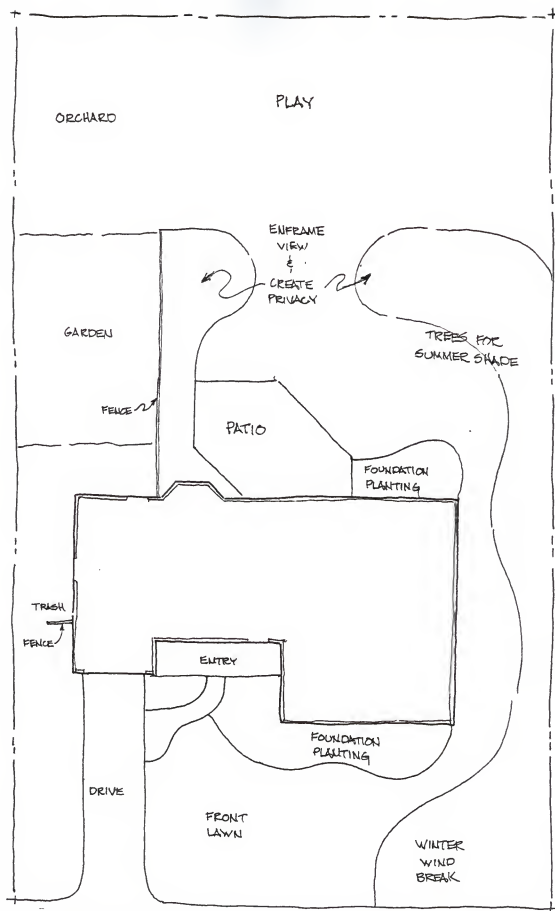 PLAY
ORCHARD
ENFRAME
VIEW
&
CREATE
PRIVACY
GARDEN
TREES FOR
SUMMER SHADE
FENCE
PATIO
FOUNDATION
PLANTING
TRASH
FENCE
ENTRY
FOUNDATION
PLANTING
DRIVE
FRONT
LAWN
WINTER
WIND
BREAK